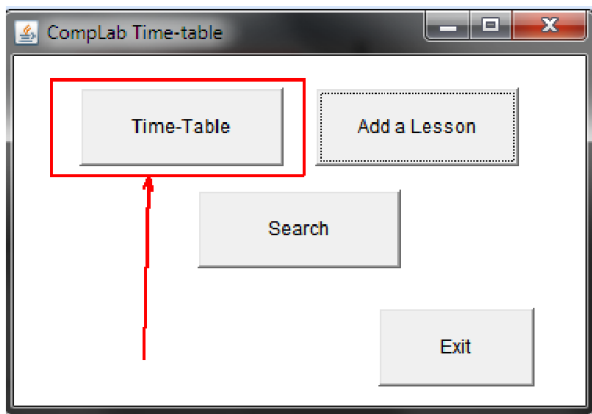 CompLab Time-table
Time-Table
Add a Lesson
Search
Exit